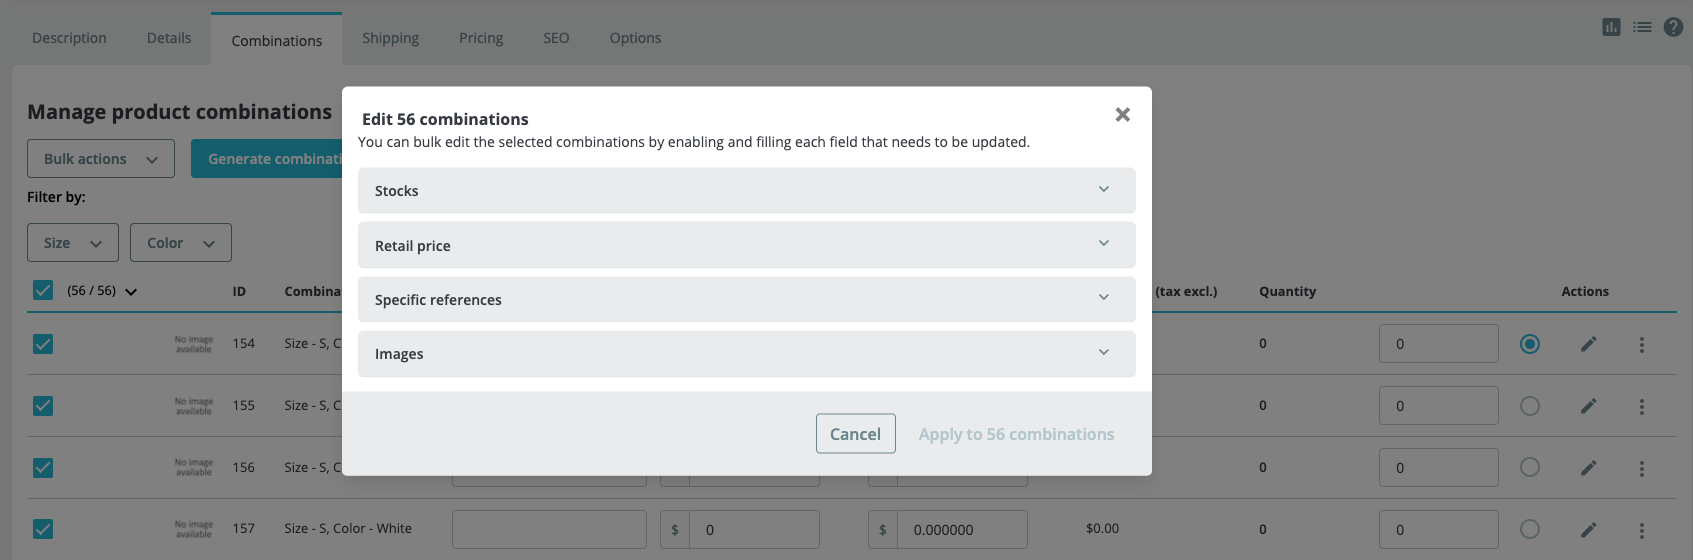 Description Details Combinations Shipping Pricing SEO Options
Manage product combinations
Bulk actions Generate combinati
Filter by:
Size Color
(56 / 56) ID Combina (tax excl.) Quantity Actions
Edit 56 combinations
You can bulk edit the selected combinations by enabling and filling each field that needs to be updated.
Stocks
Retail price
Specific references
Images
Cancel Apply to 56 combinations
No image
available
154 Size - S, C 0 0
No image
available
155 Size - S, C 0 0
No image
available
156 Size - S, C 0 0
No image
available
157 Size - S, Color - White $ 0 $ 0.000000 $0.00 0 0